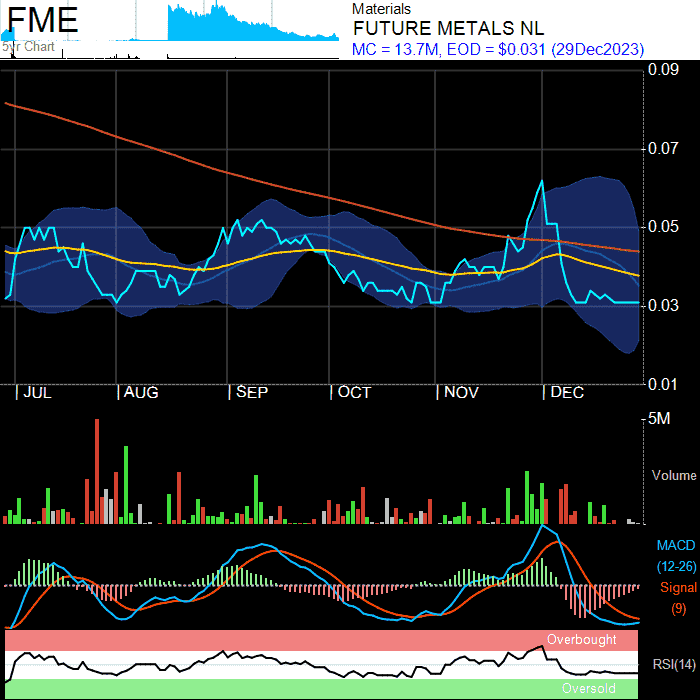 FME
5yr Chart
Materials
FUTURE METALS NL
MC = 13.7M, EOD = $0.031 (29Dec2023)
0.09
0.07
0.05
0.03
0.01
JUL AUG SEP OCT NOV DEC
5M
Volume
MACD
(12-26)
Signal
(9)
Overbought
RSI(14)
Oversold